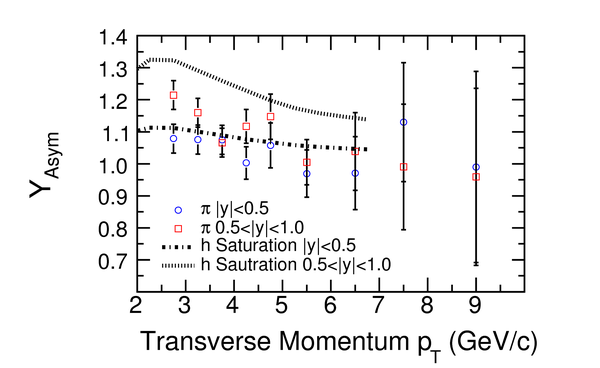 1.4
1.3
1.2
1.1
1.0
0.9
0.8
0.7
Y_Asym
π |y|<0.5
π 0.5<|y|<1.0
h Saturation |y|<0.5
h Sautration 0.5<|y|<1.0
2 3 4 5 6 7 8 9
Transverse Momentum p_T (GeV/c)